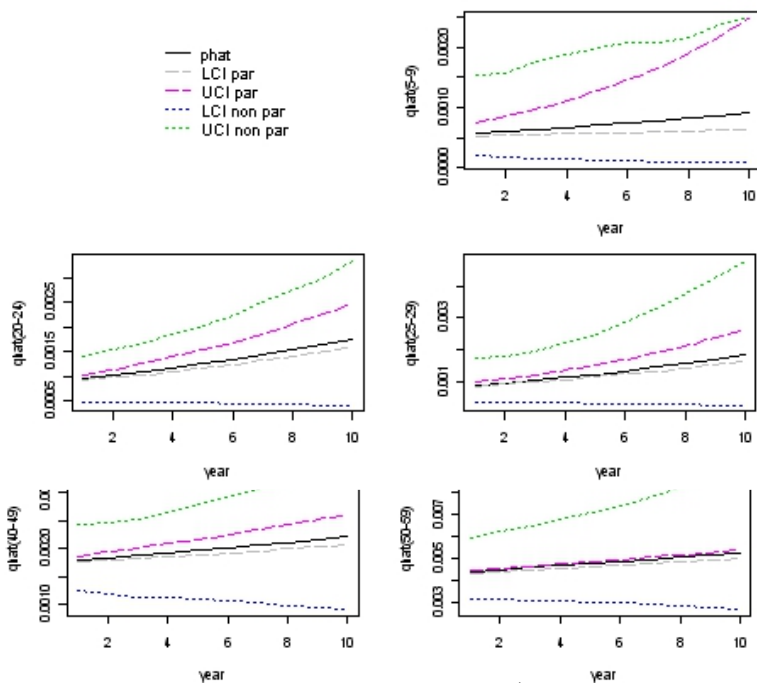 phat
LCI par
UCI par
LCI non par
UCI non par
qhat(5-9)
0.0000 0.0010 0.0020
2 4 6 8 10
year
qhat(20-24)
0.0005 0.0015 0.0025
2 4 6 8 10
year
qhat(25-29)
0.001 0.003
2 4 6 8 10
year
qhat(40-49)
0.0010 0.0020
2 4 6 8 10
year
qhat(50-59)
0.003 0.005 0.007
2 4 6 8 10
year